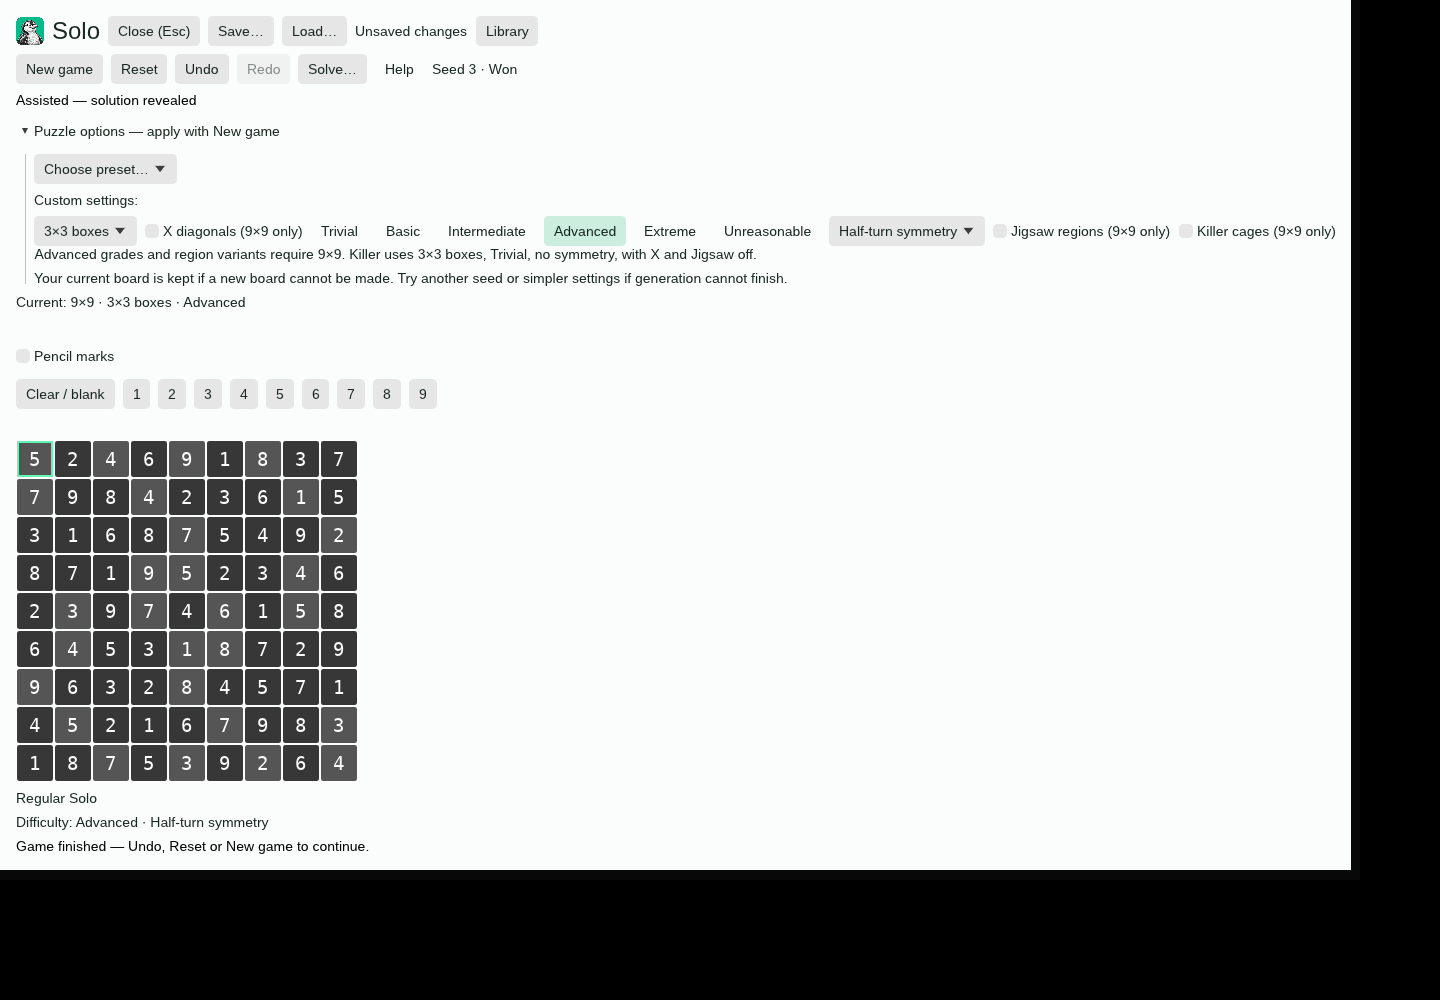 Solo Close (Esc) Save… Load… Unsaved changes Library
New game Reset Undo Redo Solve… Help Seed 3 · Won
Assisted — solution revealed
▾ Puzzle options — apply with New game
Choose preset…
Custom settings:
3×3 boxes X diagonals (9×9 only) Trivial Basic Intermediate Advanced Extreme Unreasonable Half-turn symmetry Jigsaw regions (9×9 only) Killer cages (9×9 only)
Advanced grades and region variants require 9×9. Killer uses 3×3 boxes, Trivial, no symmetry, with X and Jigsaw off.
Your current board is kept if a new board cannot be made. Try another seed or simpler settings if generation cannot finish.
Current: 9×9 · 3×3 boxes · Advanced
Pencil marks
Clear / blank 1 2 3 4 5 6 7 8 9
5 2 4 6 9 1 8 3 7
7 9 8 4 2 3 6 1 5
3 1 6 8 7 5 4 9 2
8 7 1 9 5 2 3 4 6
2 3 9 7 4 6 1 5 8
6 4 5 3 1 8 7 2 9
9 6 3 2 8 4 5 7 1
4 5 2 1 6 7 9 8 3
1 8 7 5 3 9 2 6 4
Regular Solo
Difficulty: Advanced · Half-turn symmetry
Game finished — Undo, Reset or New game to continue.